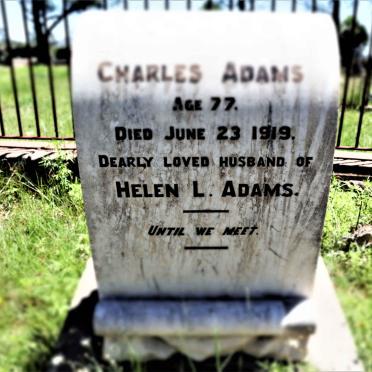 Charles Adams
Age 77.
Died June 23 1919.
Dearly loved husband of
Helen L. Adams.
Until we meet.